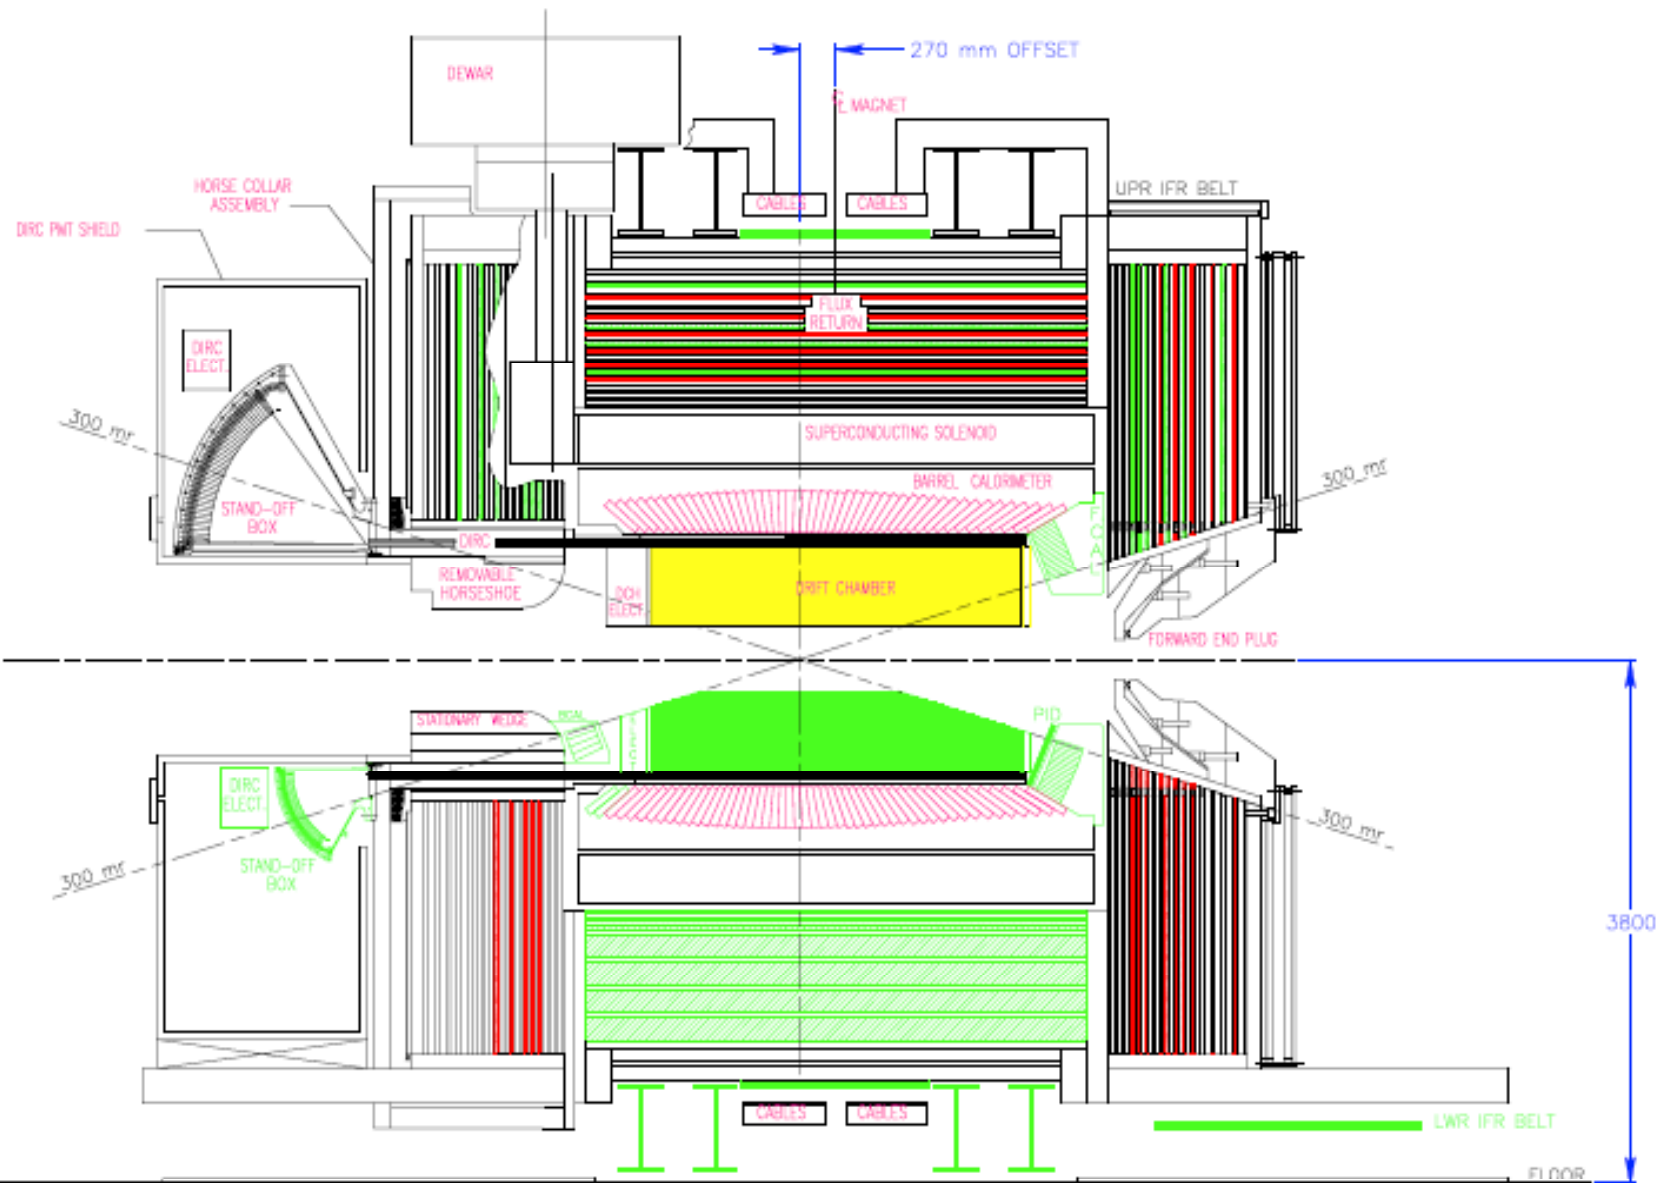 270 mm OFFSET
DEWAR
℄ MAGNET
HORSE COLLAR
ASSEMBLY
UPR IFR BELT
CABLES
CABLES
DIRC PMT SHIELD
FLUX
RETURN
DIRC
ELECT.
300 mr
SUPERCONDUCTING SOLENOID
300 mr
BARREL CALORIMETER
STAND-OFF
BOX
FCAL
DIRC
REMOVABLE
HORSESHOE
DCH
ELECT.
DRIFT CHAMBER
FORWARD END PLUG
STATIONARY WEDGE
BCAL
PID
DIRC
ELECT.
300 mr
STAND-OFF
BOX
300 mr
3800
CABLES
CABLES
LWR IFR BELT
FLOOR